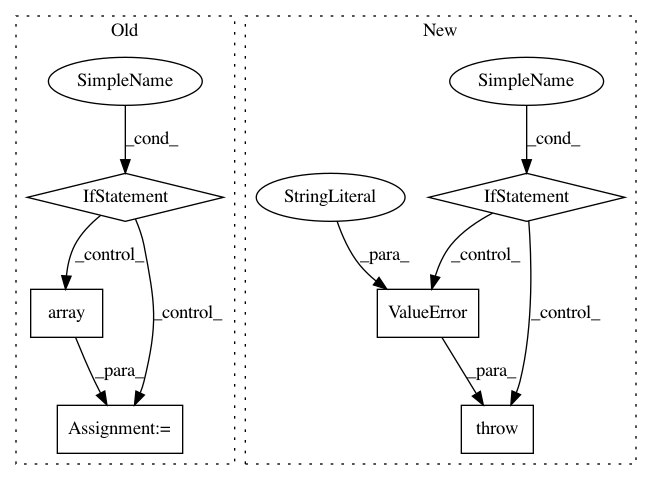 Old
New
SimpleName
SimpleName
_cond_
_cond_
IfStatement
StringLiteral
IfStatement
_control_
_control_
_para_
_control_
_control_
array
ValueError
_para_
_para_
Assignment:=
throw